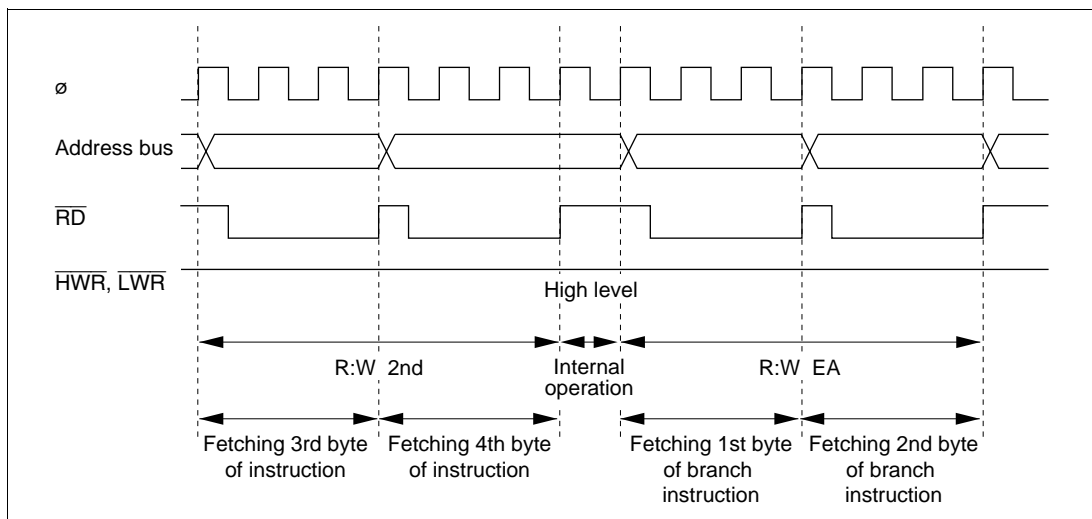 ø
Address bus
RD
HWR, LWR
High level
R:W 2nd
Internal
operation
R:W EA
Fetching 3rd byte
of instruction
Fetching 4th byte
of instruction
Fetching 1st byte
of branch
instruction
Fetching 2nd byte
of branch
instruction